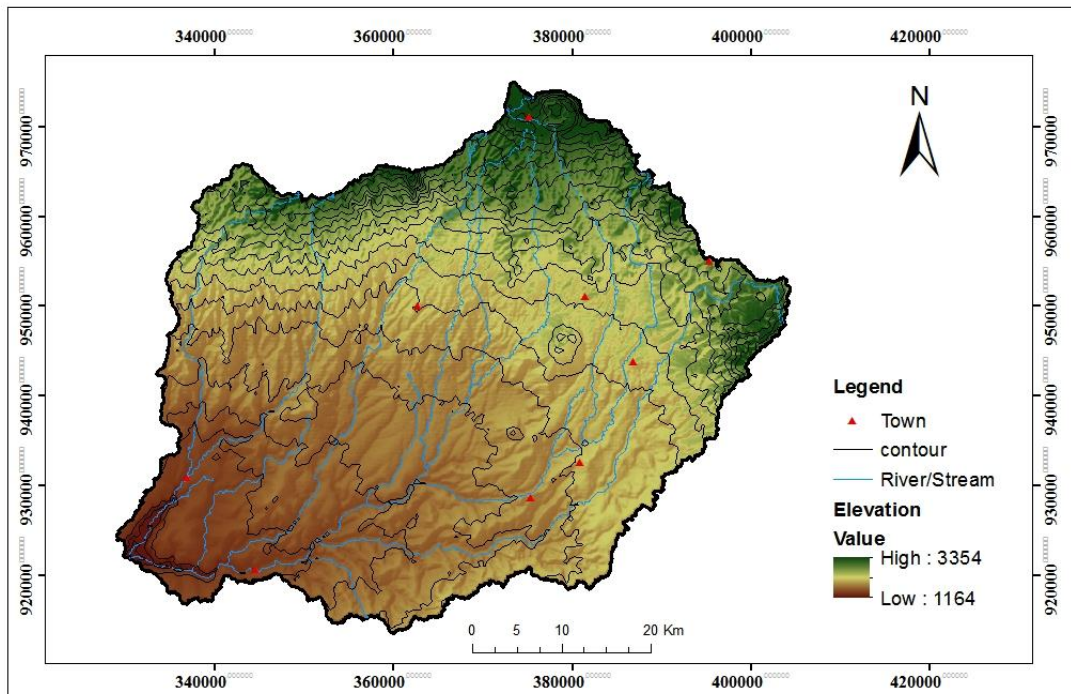 340000 360000 380000 400000 420000
970000 970000
960000 960000
950000 950000
940000 940000
930000 930000
920000 920000
N
Legend
Town
contour
River/Stream
Elevation
Value
High : 3354
Low : 1164
0 5 10 20 Km
340000 360000 380000 400000 420000